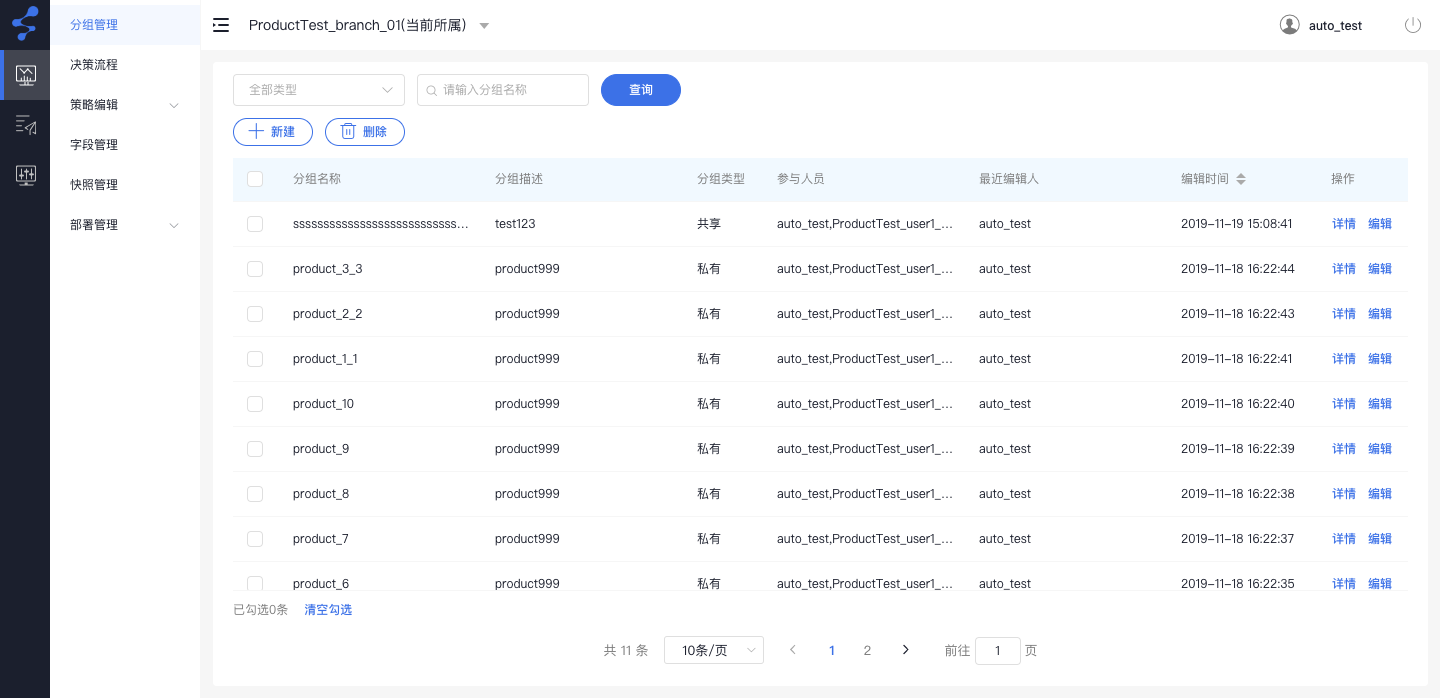 ProductTest_branch_01(当前所属)
auto_test
分组管理
决策流程
策略编辑
字段管理
快照管理
部署管理
全部类型 请输入分组名称 查询
新建 删除
分组名称 分组描述 分组类型 参与人员 最近编辑人 编辑时间 操作
sssssssssssssssssssssssssss... test123 共享 auto_test,ProductTest_user1_... auto_test 2019-11-19 15:08:41 详情 编辑
product_3_3 product999 私有 auto_test,ProductTest_user1_... auto_test 2019-11-18 16:22:44 详情 编辑
product_2_2 product999 私有 auto_test,ProductTest_user1_... auto_test 2019-11-18 16:22:43 详情 编辑
product_1_1 product999 私有 auto_test,ProductTest_user1_... auto_test 2019-11-18 16:22:41 详情 编辑
product_10 product999 私有 auto_test,ProductTest_user1_... auto_test 2019-11-18 16:22:40 详情 编辑
product_9 product999 私有 auto_test,ProductTest_user1_... auto_test 2019-11-18 16:22:39 详情 编辑
product_8 product999 私有 auto_test,ProductTest_user1_... auto_test 2019-11-18 16:22:38 详情 编辑
product_7 product999 私有 auto_test,ProductTest_user1_... auto_test 2019-11-18 16:22:37 详情 编辑
product_6 product999 私有 auto_test,ProductTest_user1_... auto_test 2019-11-18 16:22:35 详情 编辑
已勾选0条 清空勾选
共 11 条 10条/页 1 2 前往 1 页